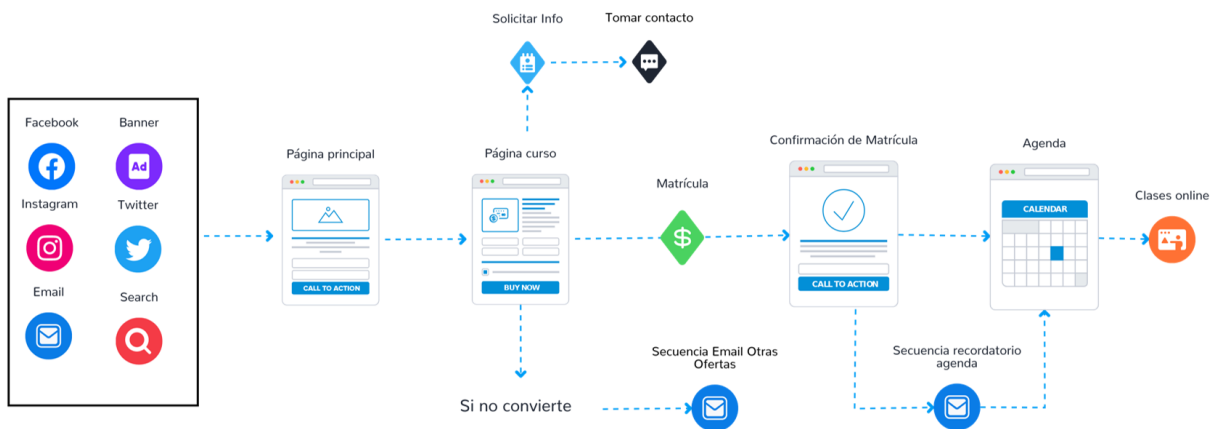 Solicitar Info
Tomar contacto
Facebook
Banner
Ad
Instagram
Twitter
Email
Search
Página principal
CALL TO ACTION
Página curso
BUY NOW
Matrícula
$
Confirmación de Matrícula
CALL TO ACTION
Agenda
CALENDAR
Clases online
Secuencia Email Otras
Ofertas
Secuencia recordatorio
agenda
Si no convierte